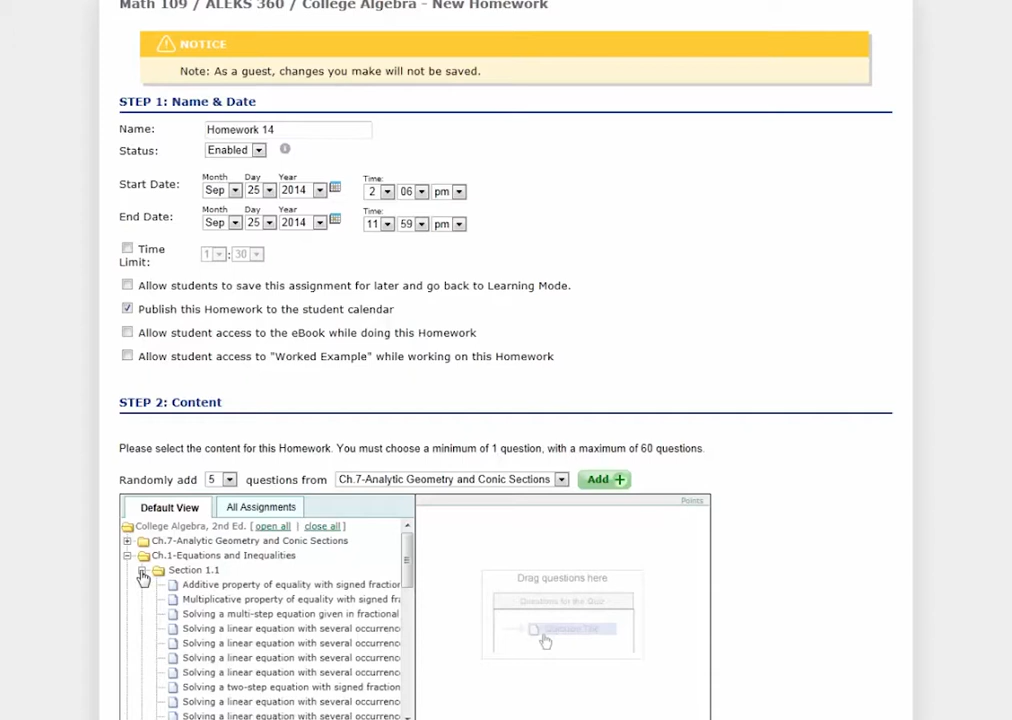 Math 109 / ALEKS 360 / College Algebra - New Homework
NOTICE
Note: As a guest, changes you make will not be saved.
STEP 1: Name & Date
Name: Homework 14
Status: Enabled
Month Day Year Time:
Start Date: Sep 25 2014 2 06 pm
Month Day Year Time:
End Date: Sep 25 2014 11 59 pm
Time Limit: 1 : 30
Allow students to save this assignment for later and go back to Learning Mode.
Publish this Homework to the student calendar
Allow student access to the eBook while doing this Homework
Allow student access to "Worked Example" while working on this Homework
STEP 2: Content
Please select the content for this Homework. You must choose a minimum of 1 question, with a maximum of 60 questions.
Randomly add 5 questions from Ch.7-Analytic Geometry and Conic Sections Add +
Default View All Assignments Points
College Algebra, 2nd Ed. [ open all | close all ]
Ch.7-Analytic Geometry and Conic Sections
Ch.1-Equations and Inequalities
Section 1.1
Additive property of equality with signed fraction
Multiplicative property of equality with signed fra
Solving a multi-step equation given in fractional
Solving a linear equation with several occurrence
Solving a linear equation with several occurrence
Solving a linear equation with several occurrence
Solving a linear equation with several occurrence
Solving a two-step equation with signed fraction
Solving a linear equation with several occurrence
Solving a linear equation with several occurrence
Drag questions here
Questions for the Quiz